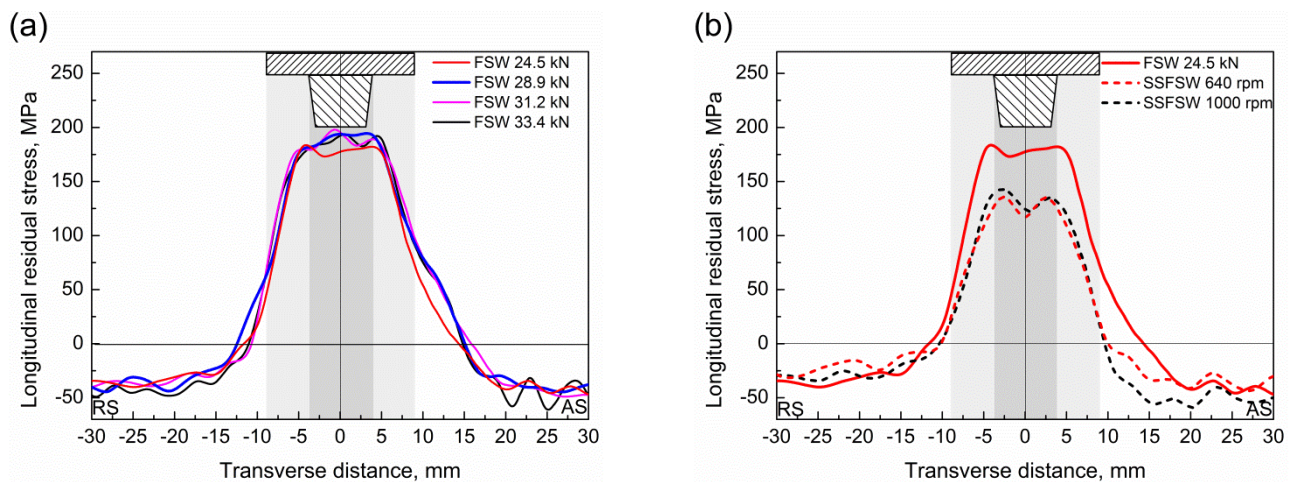 (a)
FSW 24.5 kN
FSW 28.9 kN
FSW 31.2 kN
FSW 33.4 kN
250
200
150
100
50
0
-50
Longitudinal residual stress, MPa
RS
AS
-30 -25 -20 -15 -10 -5 0 5 10 15 20 25 30
Transverse distance, mm
(b)
FSW 24.5 kN
SSFSW 640 rpm
SSFSW 1000 rpm
250
200
150
100
50
0
-50
Longitudinal residual stress, MPa
RS
AS
-30 -25 -20 -15 -10 -5 0 5 10 15 20 25 30
Transverse distance, mm